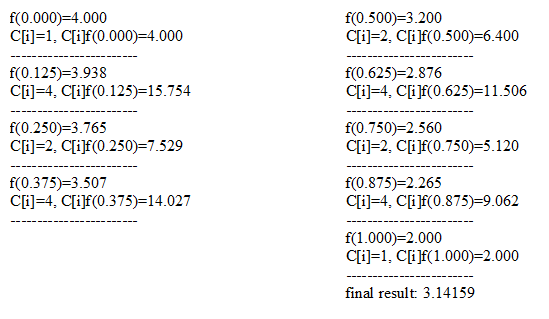 f(0.000)=4.000
C[i]=1, C[i]f(0.000)=4.000
------------------------
f(0.125)=3.938
C[i]=4, C[i]f(0.125)=15.754
------------------------
f(0.250)=3.765
C[i]=2, C[i]f(0.250)=7.529
------------------------
f(0.375)=3.507
C[i]=4, C[i]f(0.375)=14.027
------------------------
f(0.500)=3.200
C[i]=2, C[i]f(0.500)=6.400
------------------------
f(0.625)=2.876
C[i]=4, C[i]f(0.625)=11.506
------------------------
f(0.750)=2.560
C[i]=2, C[i]f(0.750)=5.120
------------------------
f(0.875)=2.265
C[i]=4, C[i]f(0.875)=9.062
------------------------
f(1.000)=2.000
C[i]=1, C[i]f(1.000)=2.000
------------------------
final result: 3.14159